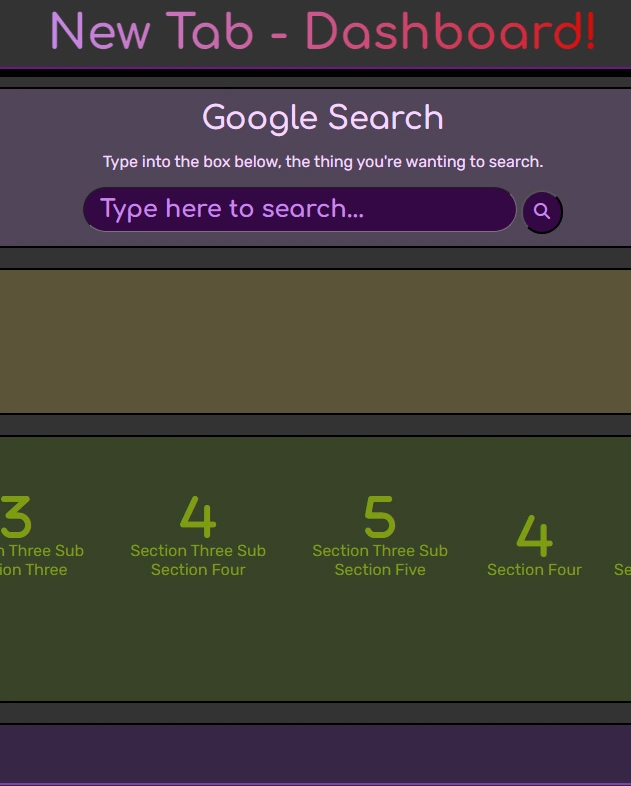 New Tab - Dashboard!
Google Search
Type into the box below, the thing you're wanting to search.
Type here to search...
3
Three Sub
Three
4
Section Three Sub
Section Four
5
Section Three Sub
Section Five
4
Section Four